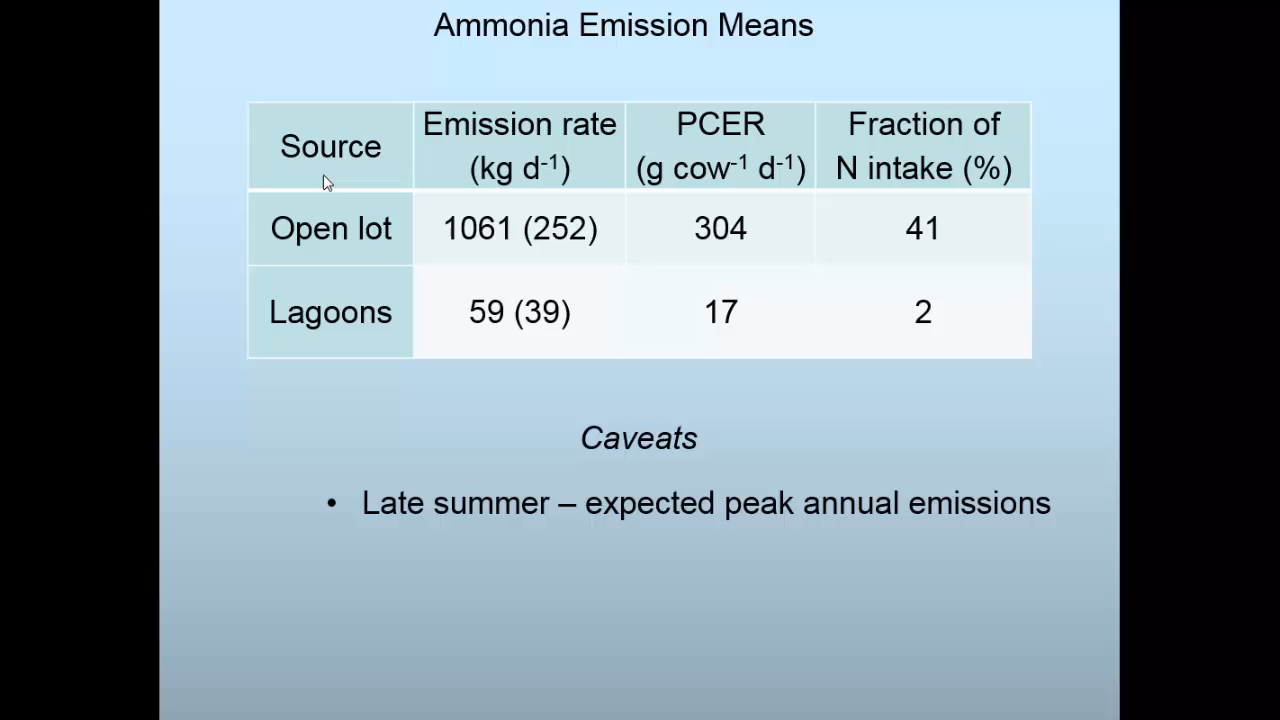 Ammonia Emission Means
Source
Emission rate
(kg d⁻¹)
PCER
(g cow⁻¹ d⁻¹)
Fraction of
N intake (%)
Open lot 1061 (252) 304 41
Lagoons 59 (39) 17 2
Caveats
• Late summer – expected peak annual emissions